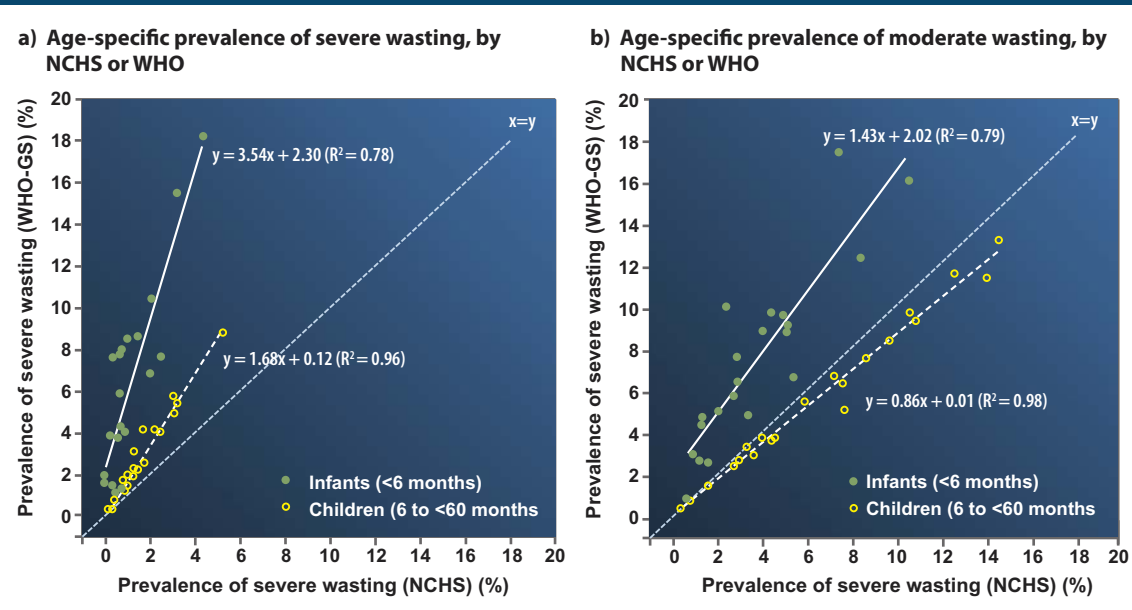 a) Age-specific prevalence of severe wasting, by
NCHS or WHO
Prevalence of severe wasting (WHO-GS) (%)
20
18
16
14
12
10
8
6
4
2
0
x=y
y = 3.54x + 2.30 (R² = 0.78)
y = 1.68x + 0.12 (R² = 0.96)
Infants (<6 months)
Children (6 to <60 months
0 2 4 6 8 10 12 14 16 18 20
Prevalence of severe wasting (NCHS) (%)
b) Age-specific prevalence of moderate wasting, by
NCHS or WHO
Prevalence of severe wasting (WHO-GS) (%)
20
18
16
14
12
10
8
6
4
2
0
x=y
y = 1.43x + 2.02 (R² = 0.79)
y = 0.86x + 0.01 (R² = 0.98)
Infants (<6 months)
Children (6 to <60 months
0 2 4 6 8 10 12 14 16 18 20
Prevalence of severe wasting (NCHS) (%)